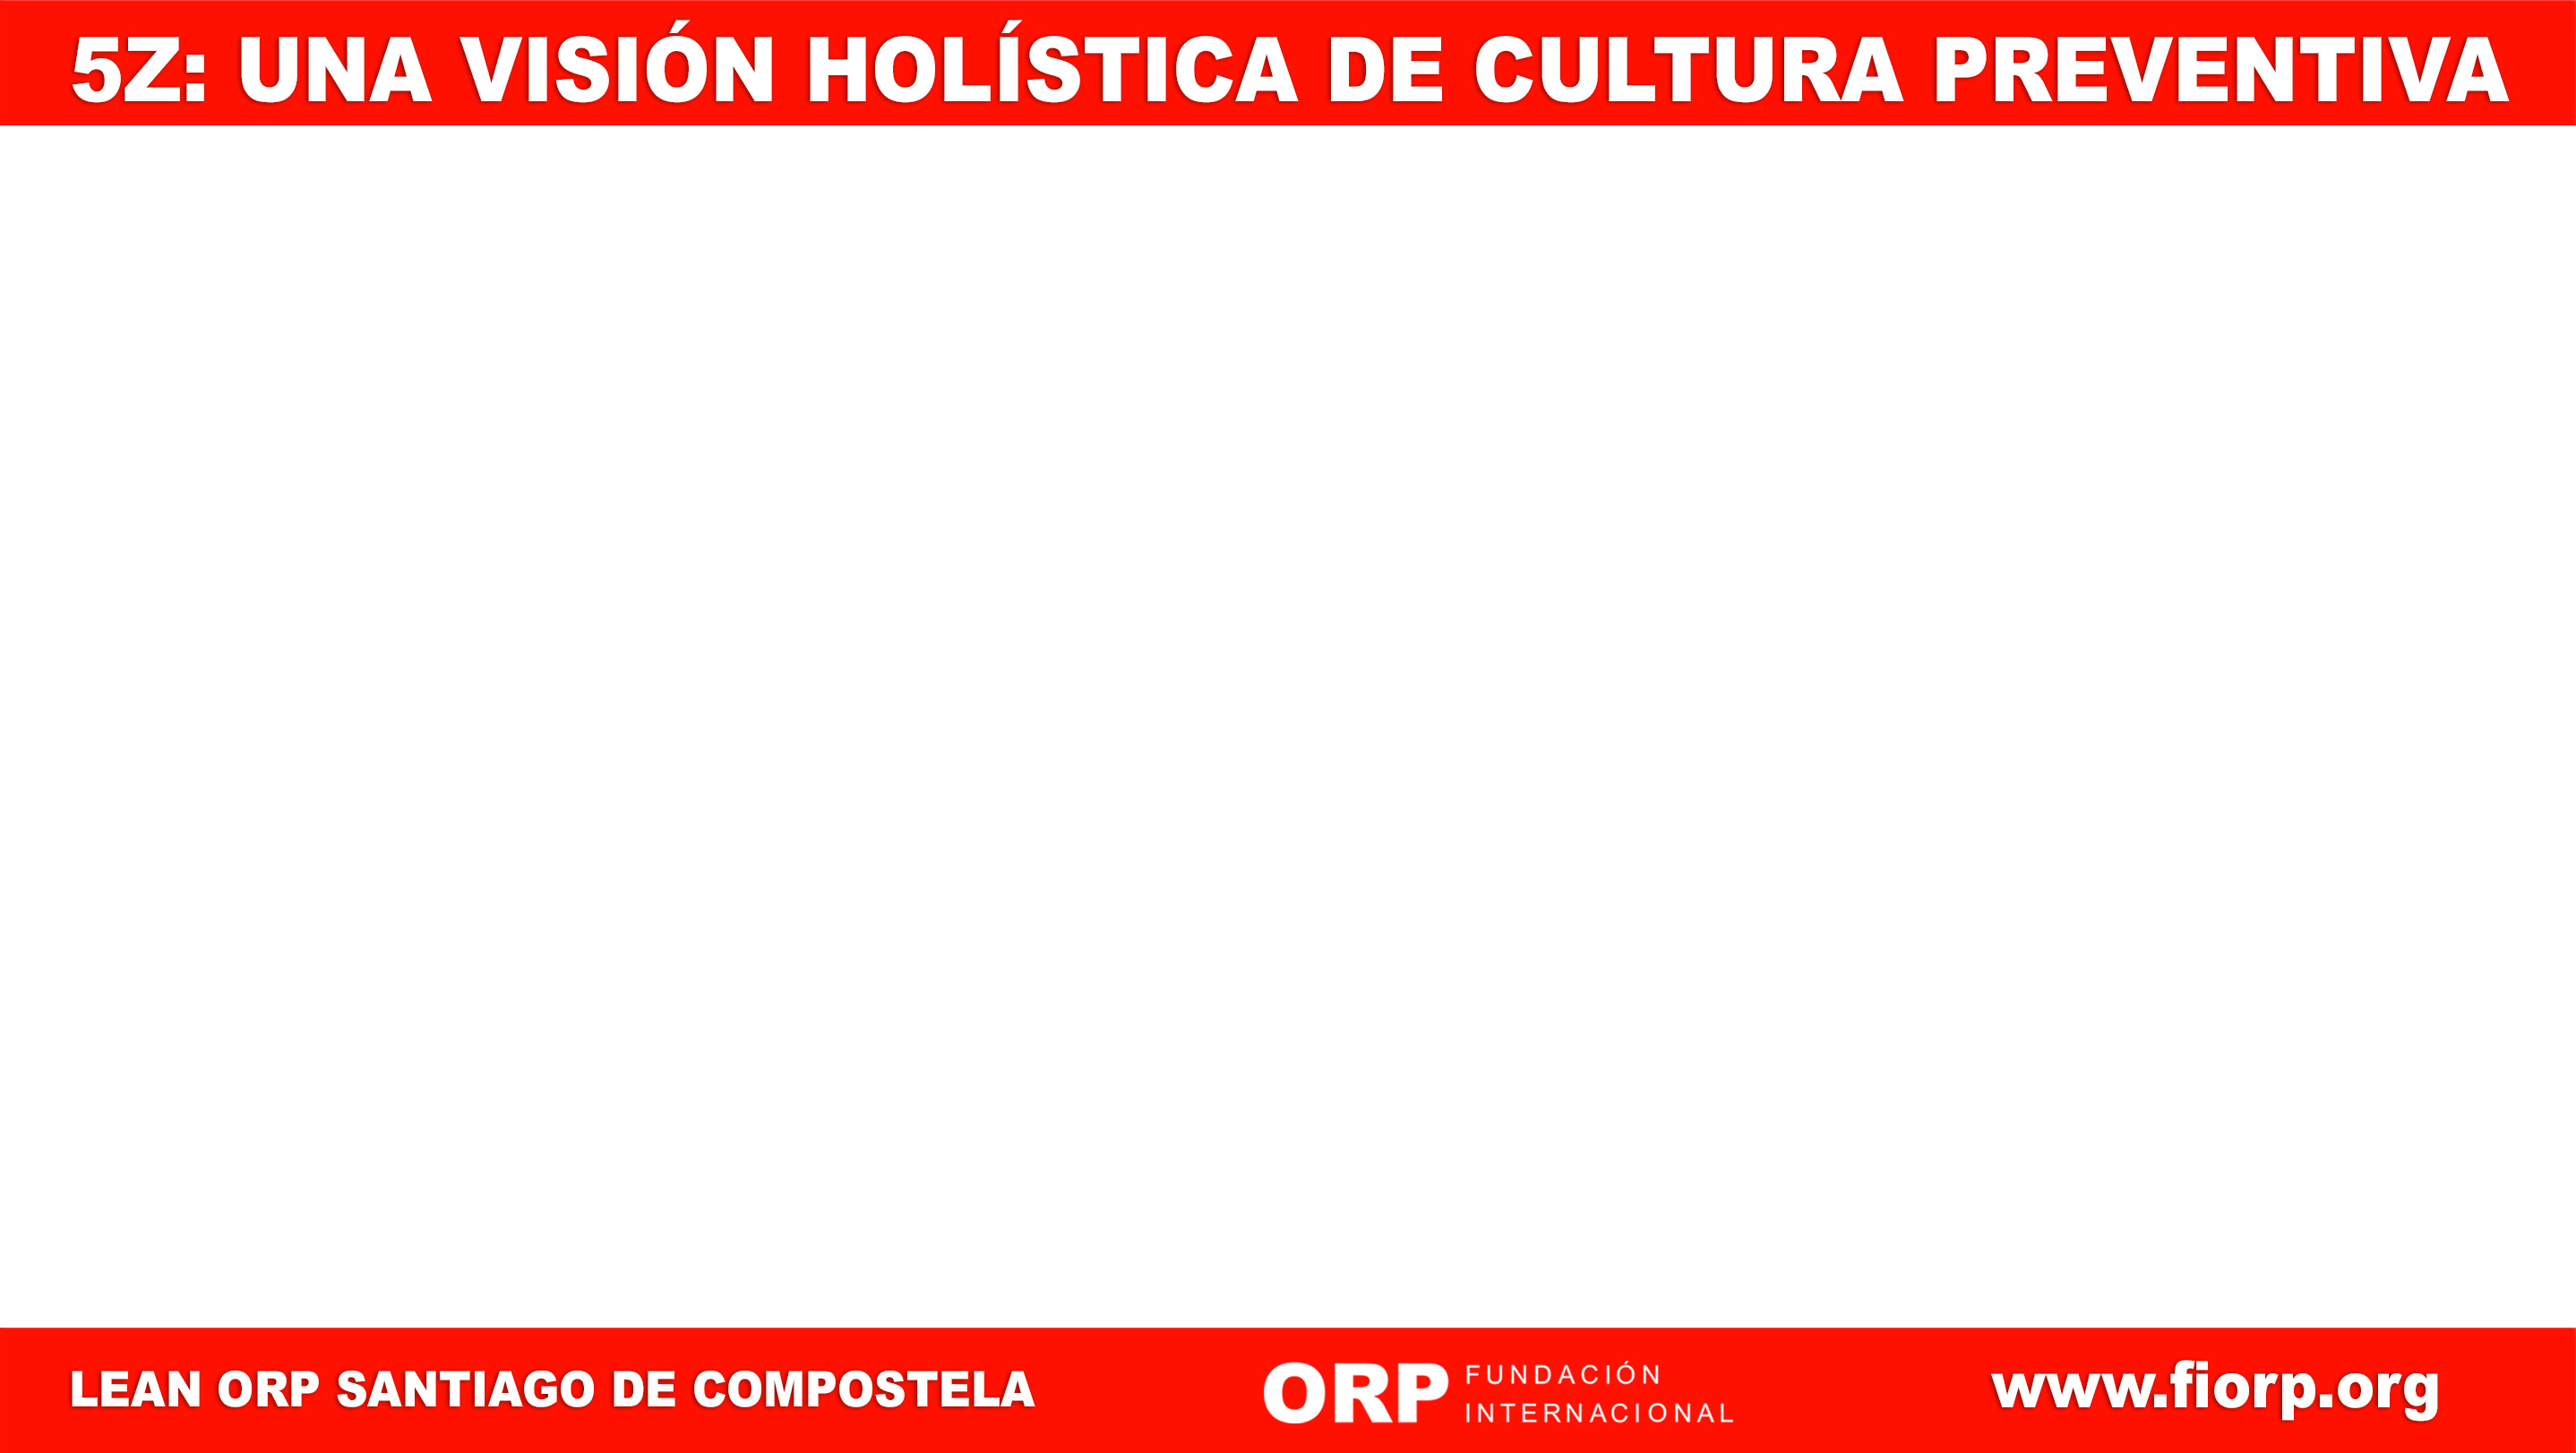 5Z: UNA VISIÓN HOLÍSTICA DE CULTURA PREVENTIVA
LEAN ORP SANTIAGO DE COMPOSTELA
ORP
FUNDACIÓN
INTERNACIONAL
www.fiorp.org